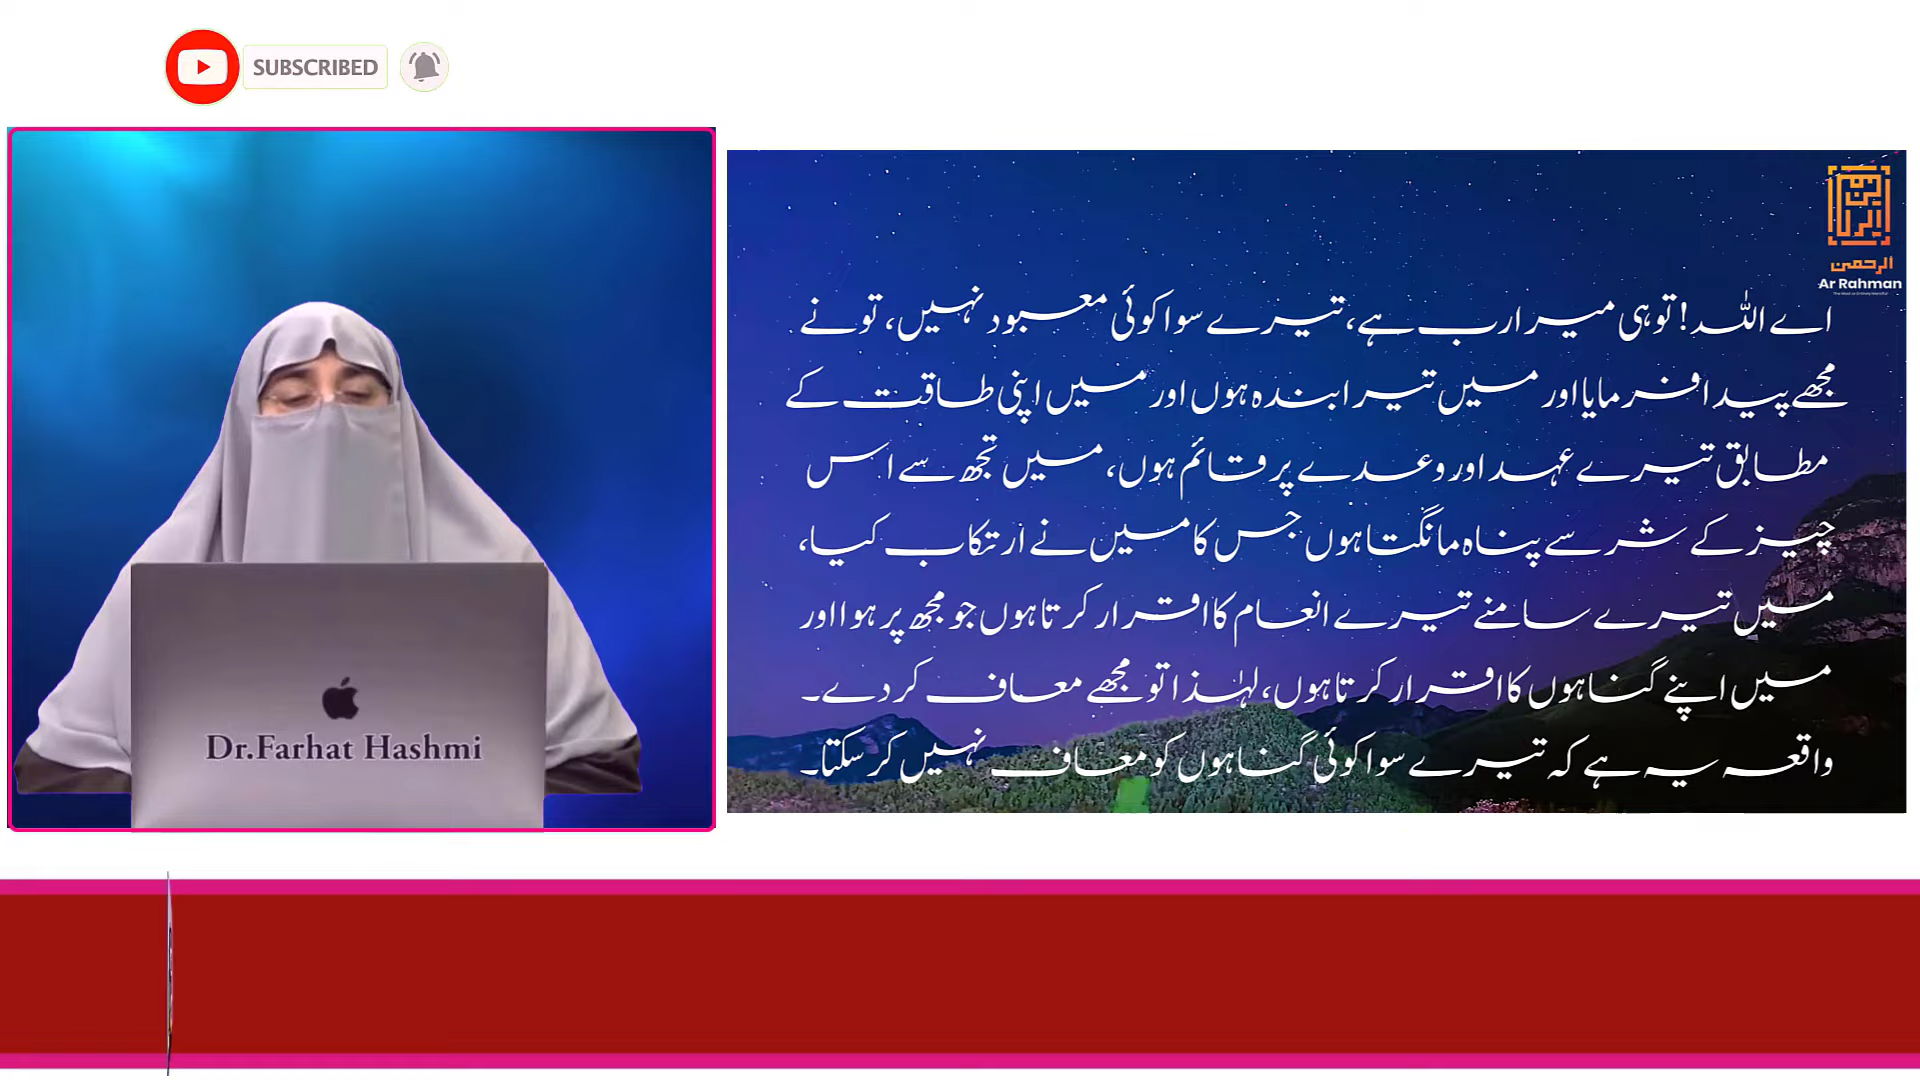 SUBSCRIBED
Dr.Farhat Hashmi
الرحمن
Ar Rahman
اے اللہ! تو ہی میرا رب ہے، تیرے سوا کوئی معبود نہیں، تو نے
مجھے پیدا فرمایا اور میں تیرا بندہ ہوں اور میں اپنی طاقت کے
مطابق تیرے عہد اور وعدے پر قائم ہوں، میں تجھ سے اس
چیز کے شر سے پناہ مانگتا ہوں جس کا میں نے ارتکاب کیا،
میں تیرے سامنے تیرے انعام کا اقرار کرتا ہوں جو مجھ پر ہوا اور
میں اپنے گناہوں کا اقرار کرتا ہوں، لہٰذا تو مجھے معاف کر دے۔
واقعہ یہ ہے کہ تیرے سوا کوئی گناہوں کو معاف نہیں کر سکتا۔